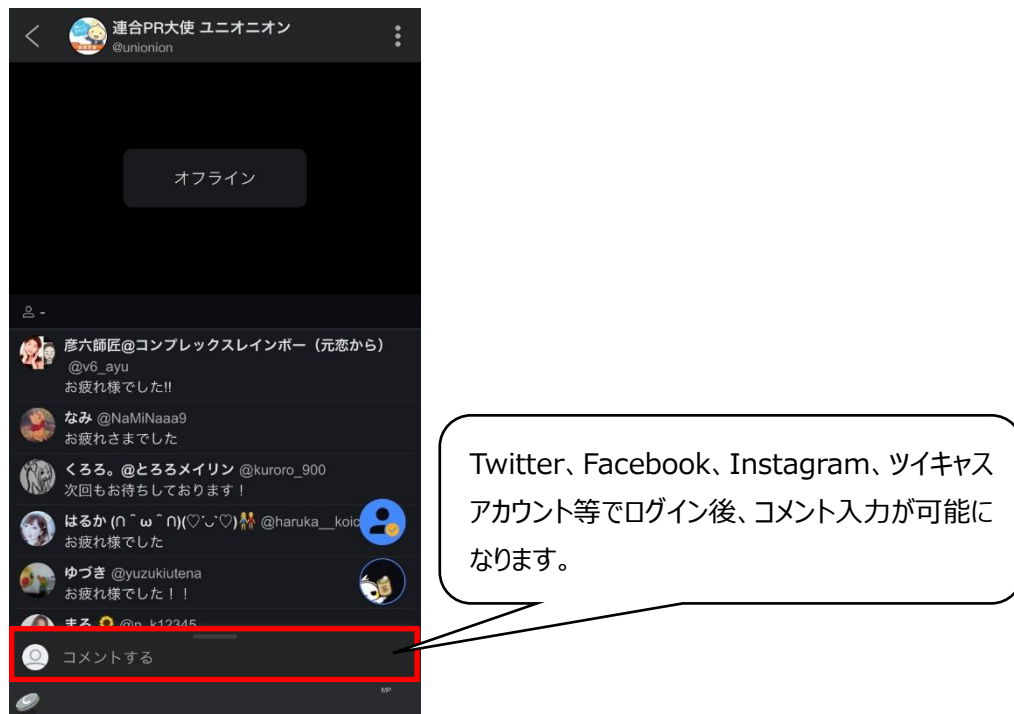 連合PR大使 ユニオニオン
@unionion
オフライン
-
彦六師匠@コンプレックスレインボー（元恋から）
@v6_ayu
お疲れ様でした!!
なみ @NaMiNaaa9
お疲れさまでした
くろろ。@とろろメイリン @kuroro_900
次回もお待ちしております！
はるか (∩＾ω＾∩)(♡˙︶˙♡)👫 @haruka__koic
お疲れ様でした
ゆづき @yuzukiutena
お疲れ様でした！！
まる 🌻 @n_k12345
コメントする
MP
Twitter、Facebook、Instagram、ツイキャス
アカウント等でログイン後、コメント入力が可能に
なります。